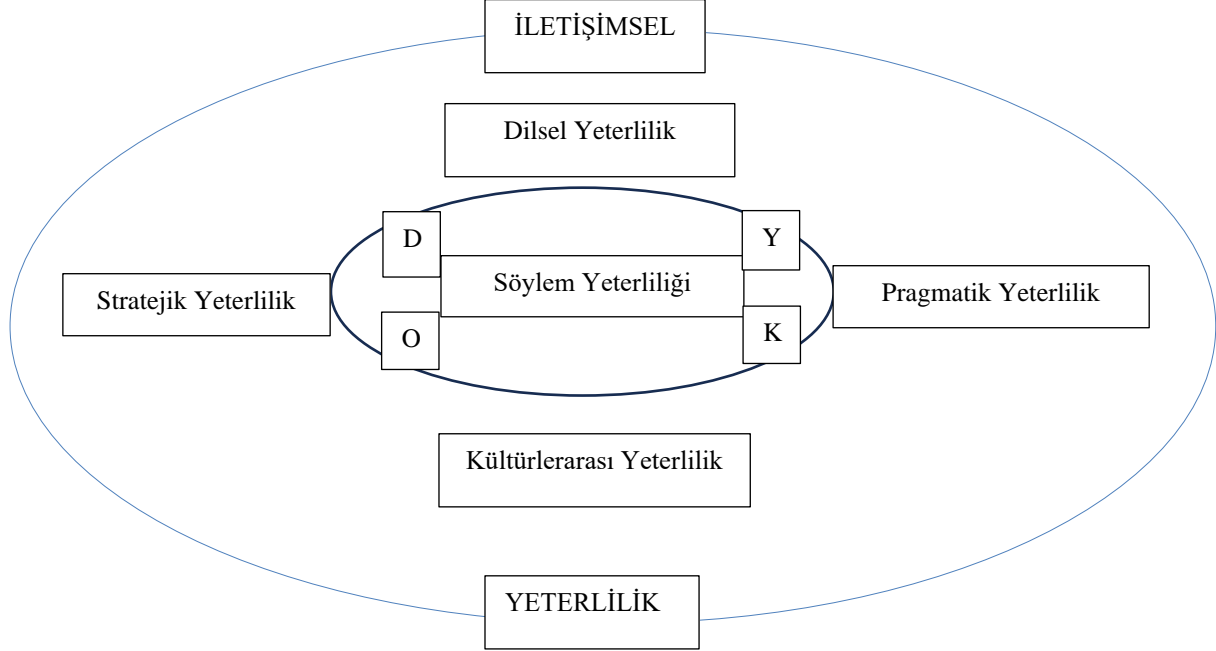 İLETİŞİMSEL
Dilsel Yeterlilik
D
Y
Söylem Yeterliliği
Stratejik Yeterlilik
Pragmatik Yeterlilik
O
K
Kültürlerarası Yeterlilik
YETERLİLİK